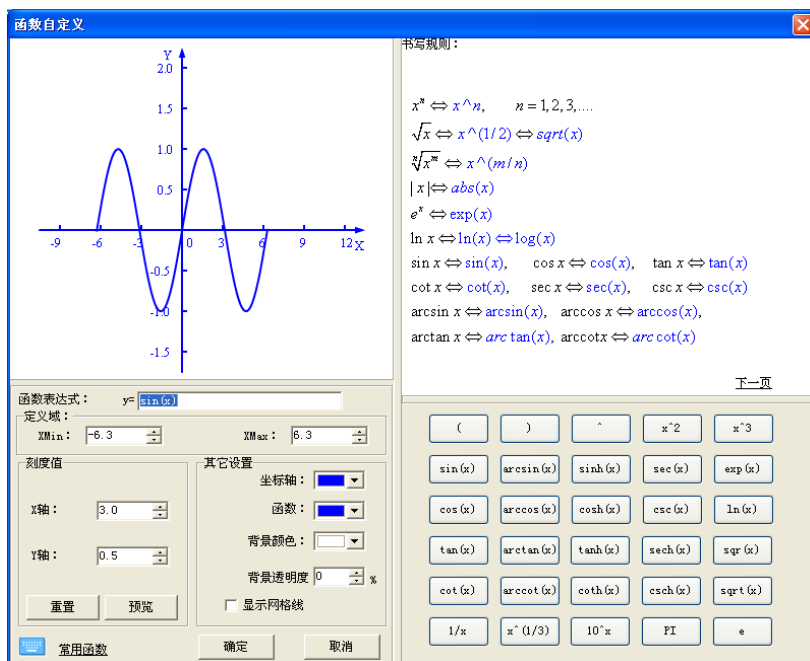 函数自定义
Y
2.0
1.5
1.0
0.5
-9 -6 -3 0 3 6 9 12 X
-0.5
-1.0
-1.5
书写规则：
xⁿ ⇔ x^n, n = 1,2,3,....
√x ⇔ x^(1/2) ⇔ sqrt(x)
ⁿ√xᵐ ⇔ x^(m/n)
| x |⇔ abs(x)
eˣ ⇔ exp(x)
ln x ⇔ ln(x) ⇔ log(x)
sin x ⇔ sin(x), cos x ⇔ cos(x), tan x ⇔ tan(x)
cot x ⇔ cot(x), sec x ⇔ sec(x), csc x ⇔ csc(x)
arcsin x ⇔ arcsin(x), arccos x ⇔ arccos(x),
arctan x ⇔ arc tan(x), arccotx ⇔ arc cot(x)
下一页
函数表达式： y= sin(x)
定义域：
XMin： -6.3 XMax： 6.3
刻度值
X轴： 3.0
Y轴： 0.5
重置 预览
其它设置
坐标轴：
函数：
背景颜色：
背景透明度 0 %
显示网格线
常用函数 确定 取消
( ) ^ x^2 x^3
sin(x) arcsin(x) sinh(x) sec(x) exp(x)
cos(x) arccos(x) cosh(x) csc(x) ln(x)
tan(x) arctan(x) tanh(x) sech(x) sqr(x)
cot(x) arccot(x) coth(x) csch(x) sqrt(x)
1/x x^(1/3) 10^x PI e